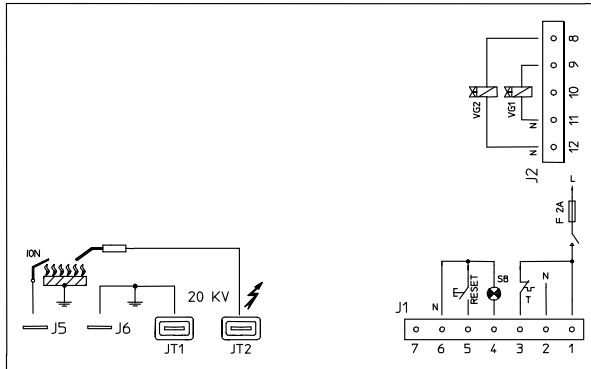 8
9
10
11
12
VG2
VG1
N
N
J2
L
F 2A
ION
20 KV
J5
J6
JT1
JT2
N
E
RESET
SB
T
N
J1
7 6 5 4 3 2 1